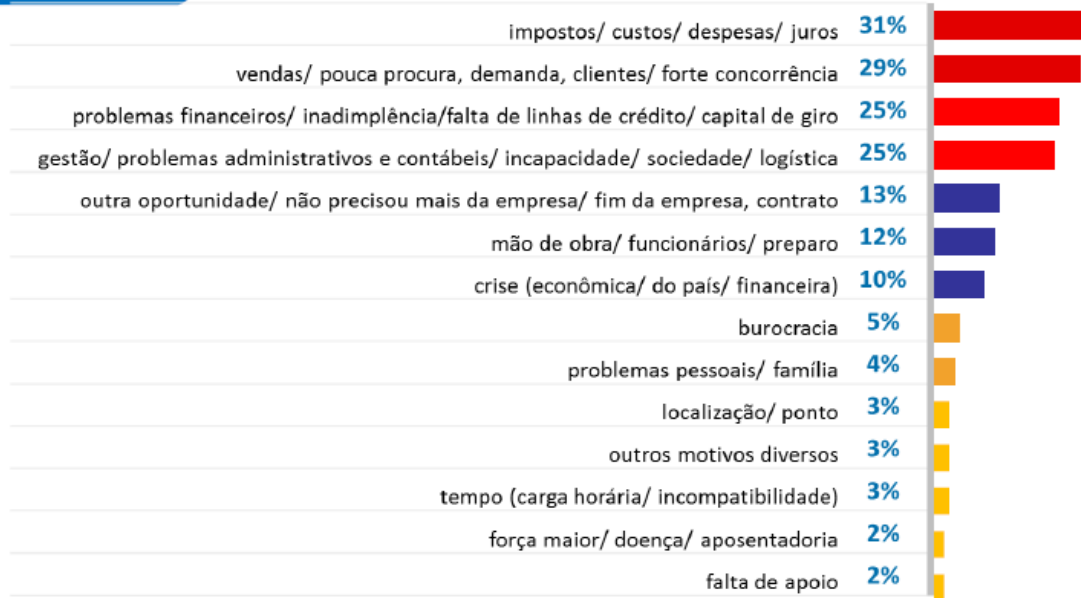 impostos/ custos/ despesas/ juros 31%
vendas/ pouca procura, demanda, clientes/ forte concorrência 29%
problemas financeiros/ inadimplência/falta de linhas de crédito/ capital de giro 25%
gestão/ problemas administrativos e contábeis/ incapacidade/ sociedade/ logística 25%
outra oportunidade/ não precisou mais da empresa/ fim da empresa, contrato 13%
mão de obra/ funcionários/ preparo 12%
crise (econômica/ do país/ financeira) 10%
burocracia 5%
problemas pessoais/ família 4%
localização/ ponto 3%
outros motivos diversos 3%
tempo (carga horária/ incompatibilidade) 3%
força maior/ doença/ aposentadoria 2%
falta de apoio 2%